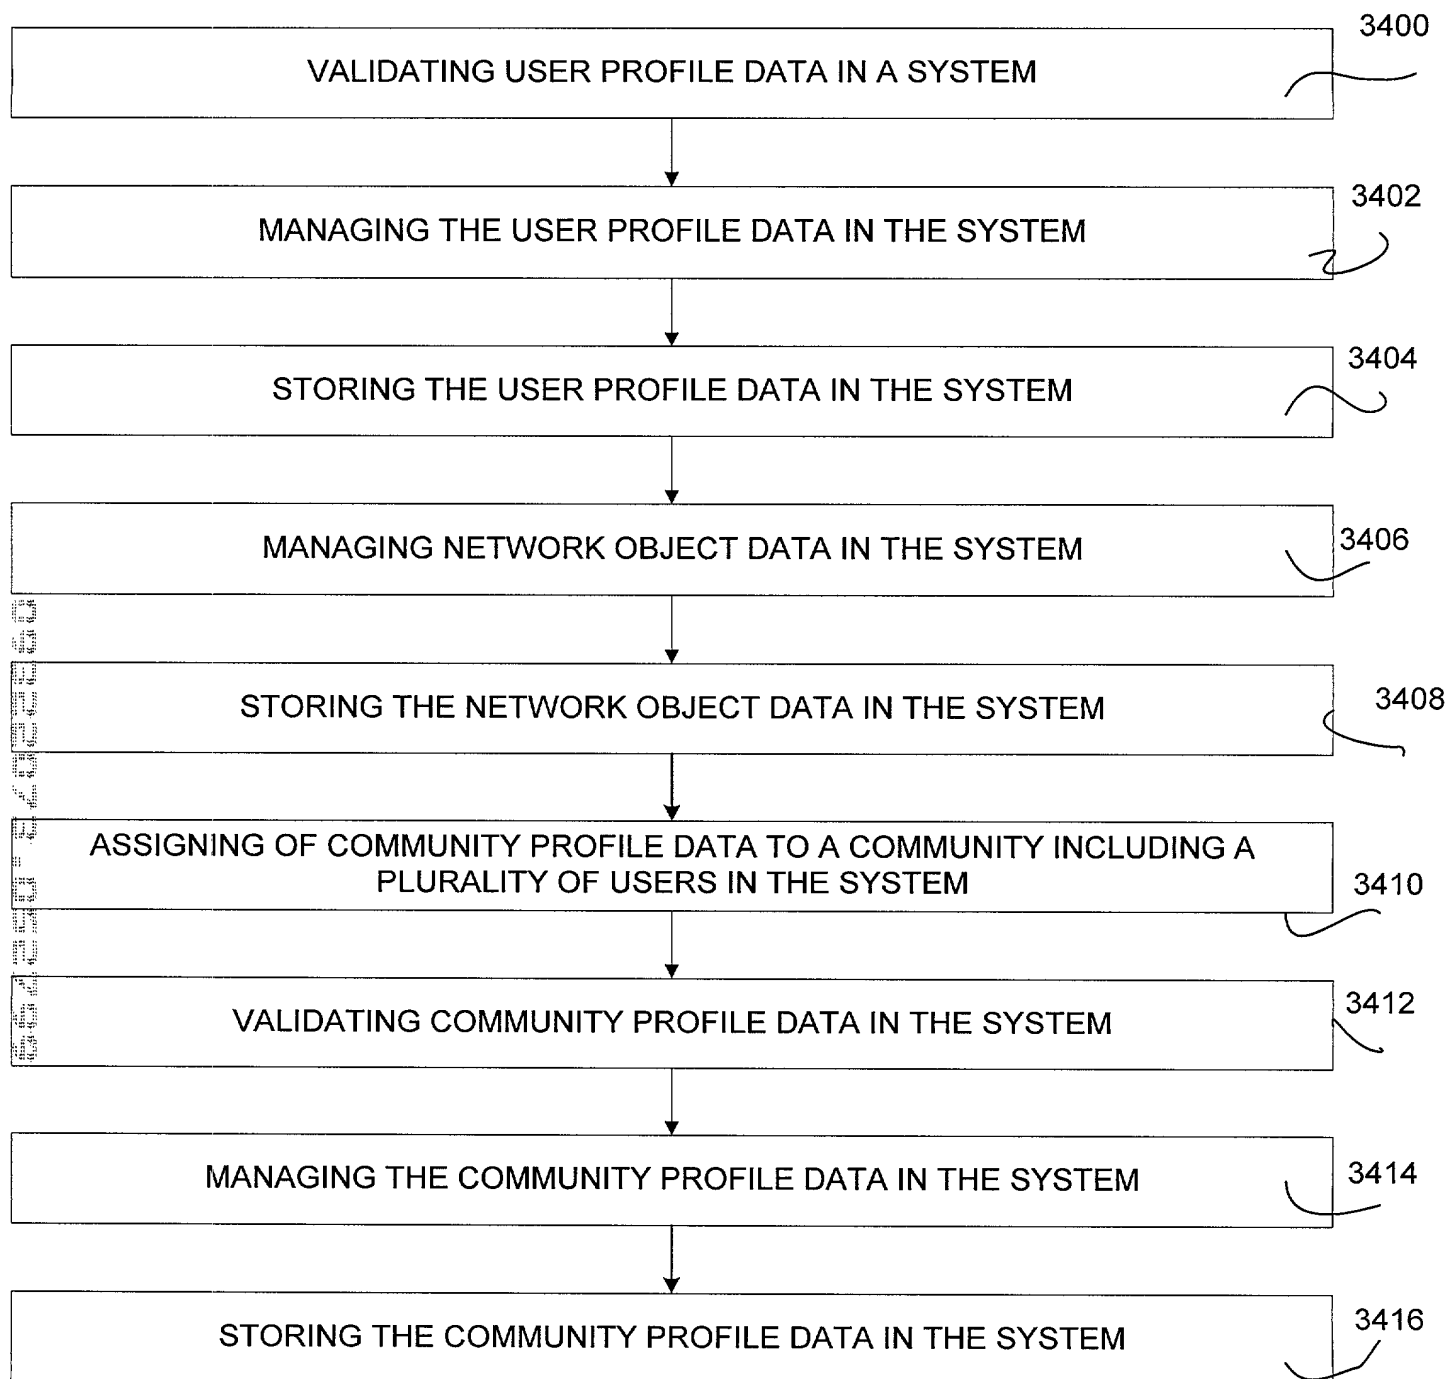 3400
VALIDATING USER PROFILE DATA IN A SYSTEM
3402
MANAGING THE USER PROFILE DATA IN THE SYSTEM
3404
STORING THE USER PROFILE DATA IN THE SYSTEM
MANAGING NETWORK OBJECT DATA IN THE SYSTEM
3406
STORING THE NETWORK OBJECT DATA IN THE SYSTEM
3408
ASSIGNING OF COMMUNITY PROFILE DATA TO A COMMUNITY INCLUDING A
PLURALITY OF USERS IN THE SYSTEM
3410
VALIDATING COMMUNITY PROFILE DATA IN THE SYSTEM
3412
MANAGING THE COMMUNITY PROFILE DATA IN THE SYSTEM
3414
STORING THE COMMUNITY PROFILE DATA IN THE SYSTEM
3416